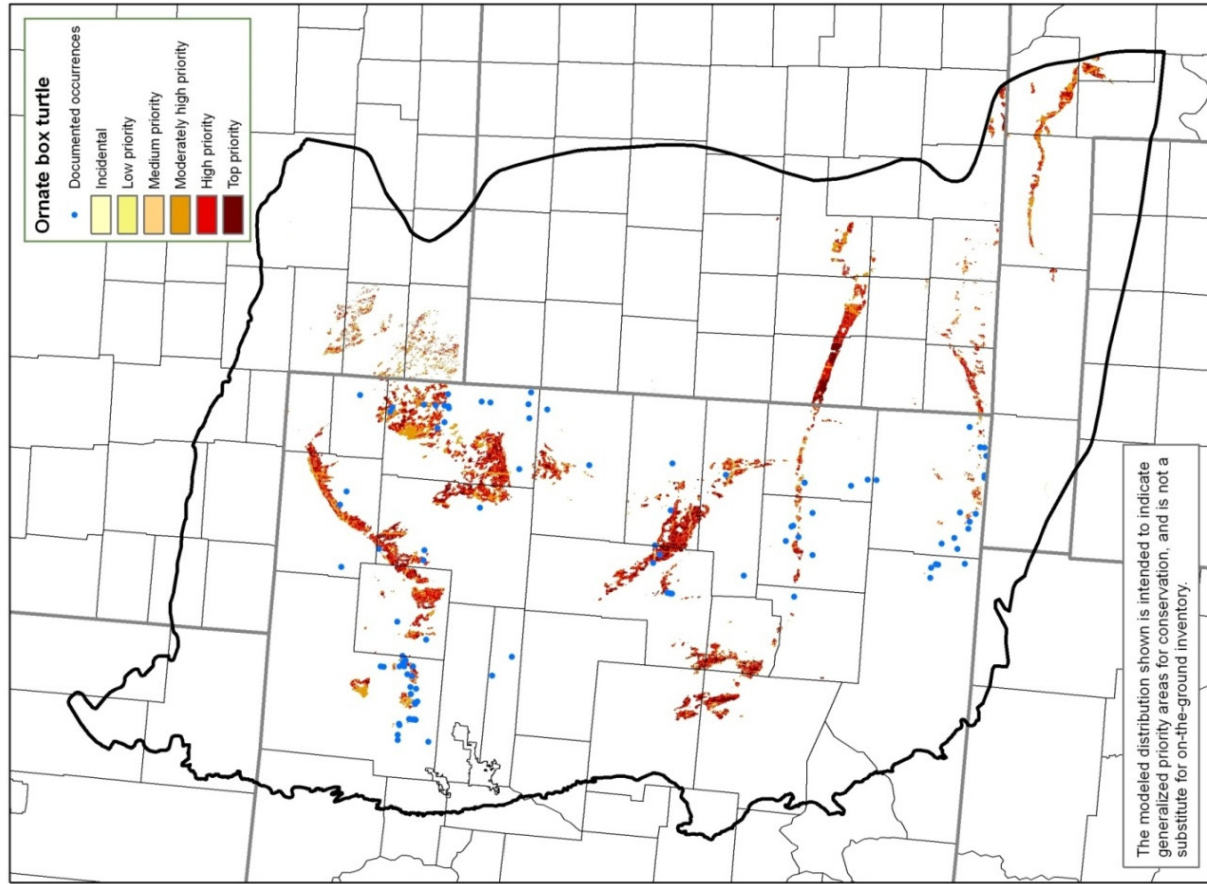 Ornate box turtle
Documented occurrences
Incidental
Low priority
Medium priority
Moderately high priority
High priority
Top priority
The modeled distribution shown is intended to indicate
generalized priority areas for conservation, and is not a
substitute for on-the-ground inventory.